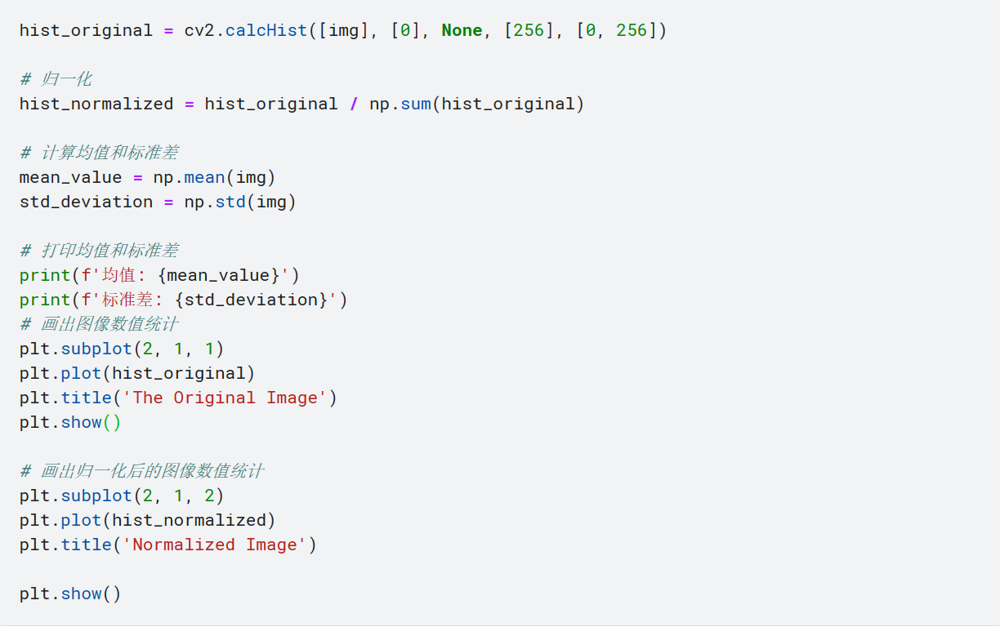 hist_original = cv2.calcHist([img], [0], None, [256], [0, 256])
# 归一化
hist_normalized = hist_original / np.sum(hist_original)
# 计算均值和标准差
mean_value = np.mean(img)
std_deviation = np.std(img)
# 打印均值和标准差
print(f'均值: {mean_value}')
print(f'标准差: {std_deviation}')
# 画出图像数值统计
plt.subplot(2, 1, 1)
plt.plot(hist_original)
plt.title('The Original Image')
plt.show()
# 画出归一化后的图像数值统计
plt.subplot(2, 1, 2)
plt.plot(hist_normalized)
plt.title('Normalized Image')
plt.show()